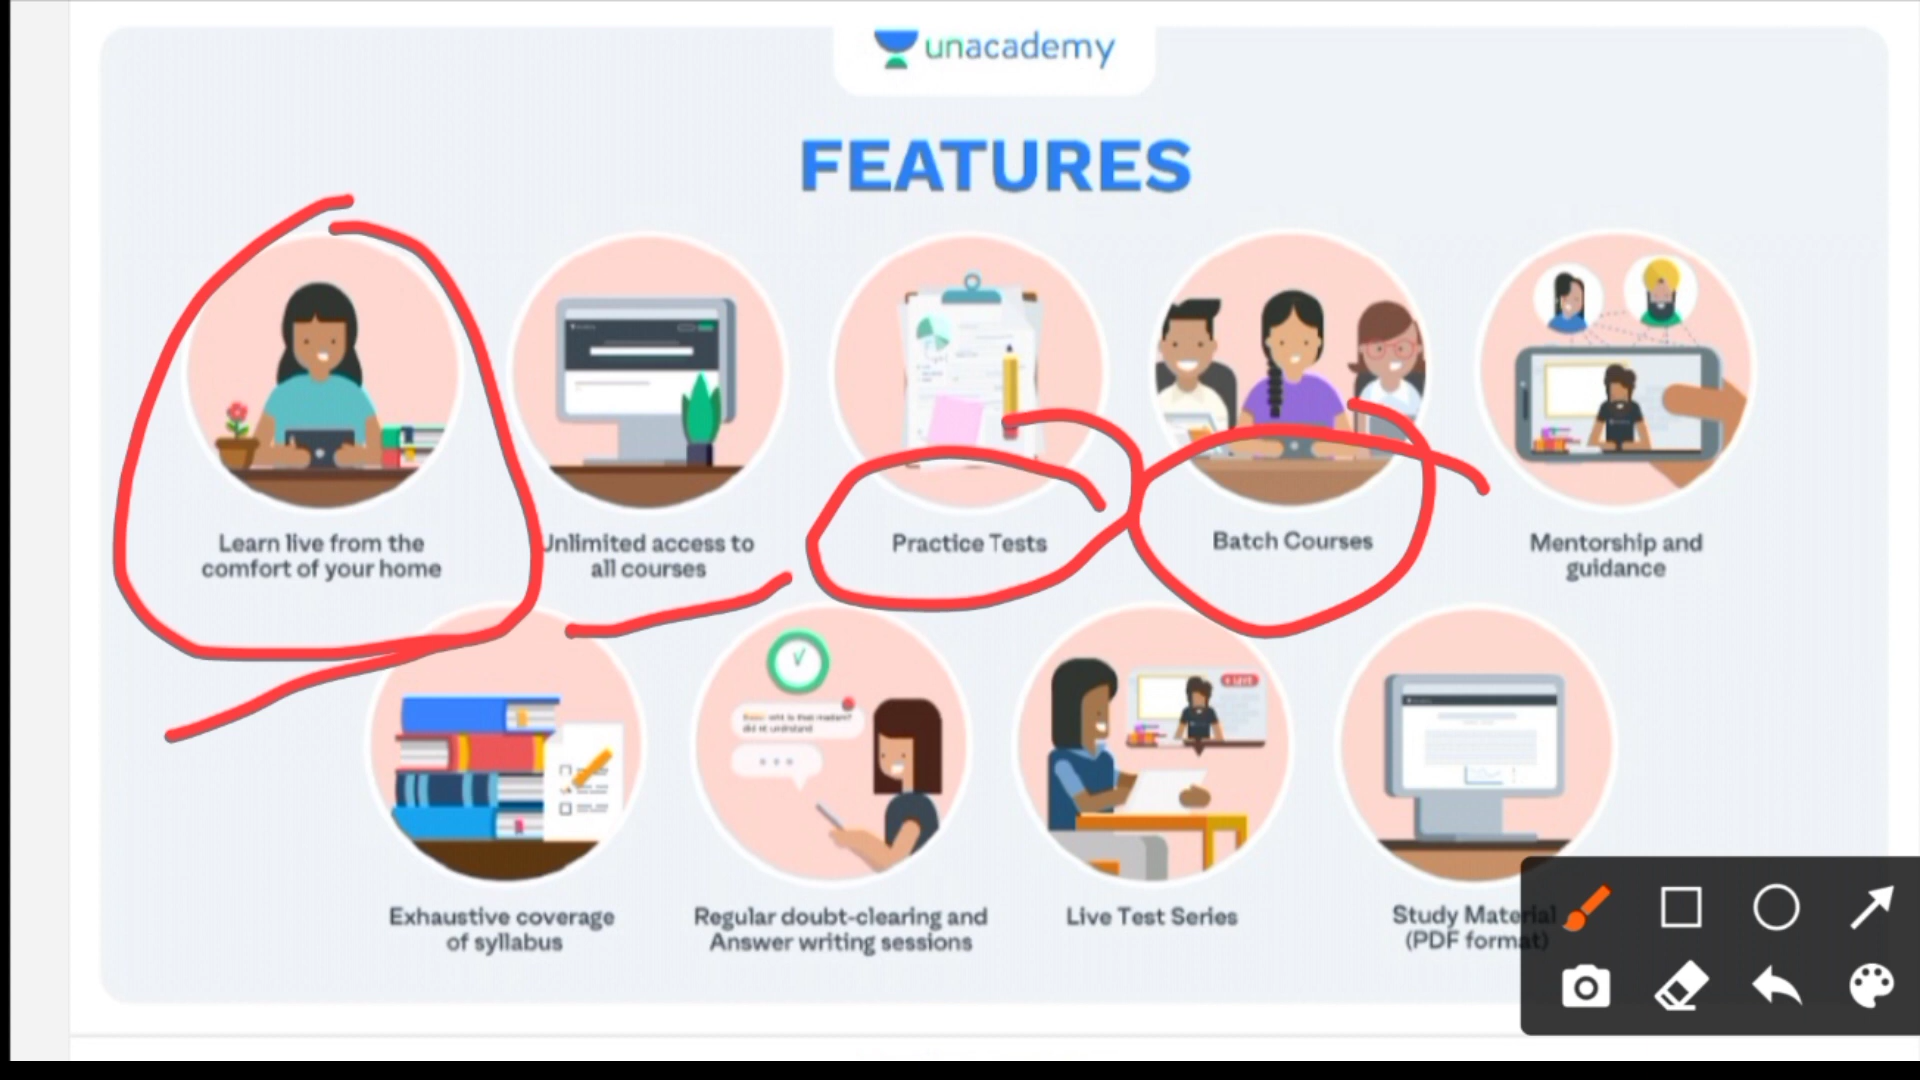 unacademy
FEATURES
Learn live from the
comfort of your home
Unlimited access to
all courses
Practice Tests
Batch Courses
Mentorship and
guidance
Exhaustive coverage
of syllabus
Regular doubt-clearing and
Answer writing sessions
Live Test Series
Study Material
(PDF format)